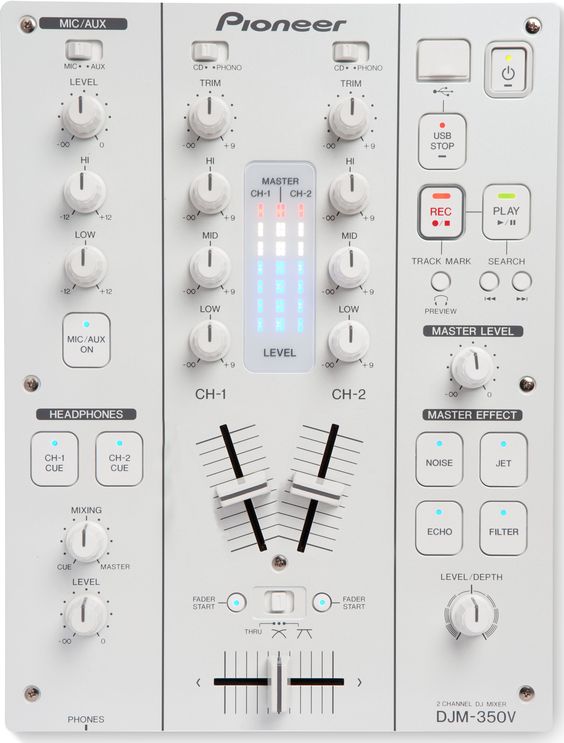 MIC/AUX
MIC • • AUX
LEVEL
-∞ 0
HI
-12 +12
LOW
-12 +12
MIC/AUX
ON
HEADPHONES
CH-1
CUE
CH-2
CUE
MIXING
CUE MASTER
LEVEL
-∞ 0
PHONES
Pioneer
CD • • PHONO
CD • • PHONO
TRIM
-∞ +9
TRIM
-∞ +9
HI
-∞ +9
HI
-∞ +9
MID
-∞ +9
MID
-∞ +9
LOW
-∞ +9
LOW
-∞ +9
MASTER
CH-1 CH-2
LEVEL
CH-1
CH-2
FADER
START
FADER
START
THRU
USB
STOP
REC
PLAY
TRACK MARK
SEARCH
PREVIEW
MASTER LEVEL
-∞ 0
MASTER EFFECT
NOISE
JET
ECHO
FILTER
LEVEL/DEPTH
2 CHANNEL DJ MIXER
DJM-350V